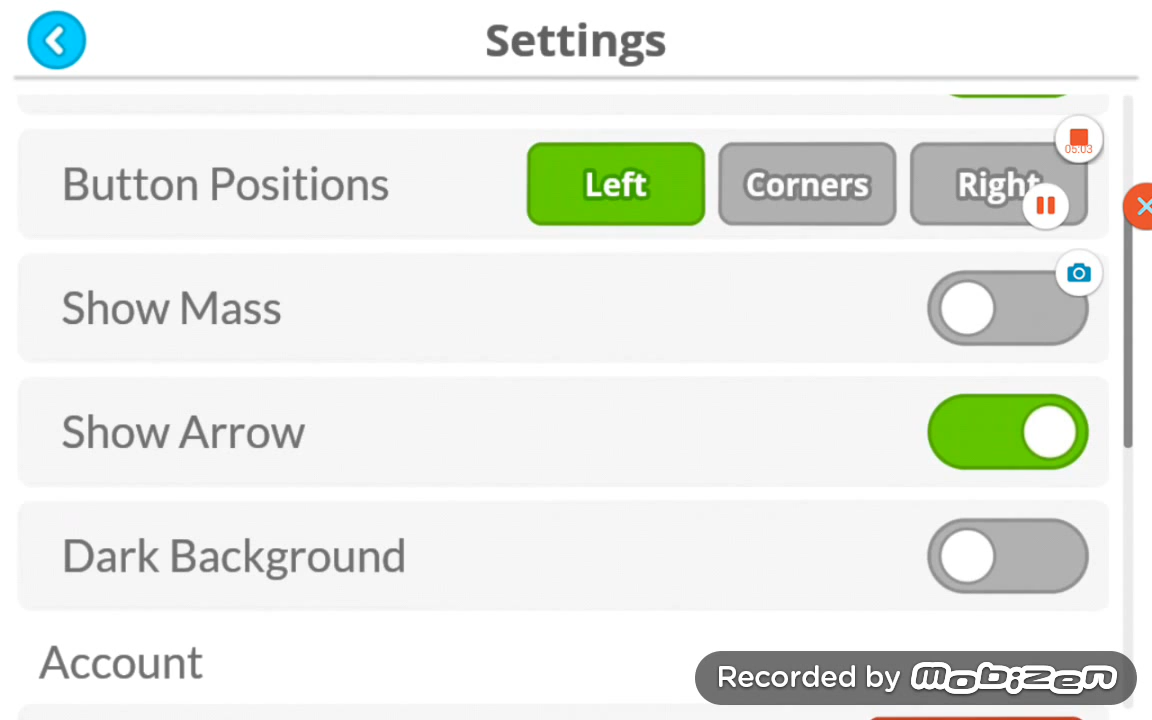 Settings
Button Positions Left Corners Right
05:03
Show Mass
Show Arrow
Dark Background
Account
Recorded by mobizen